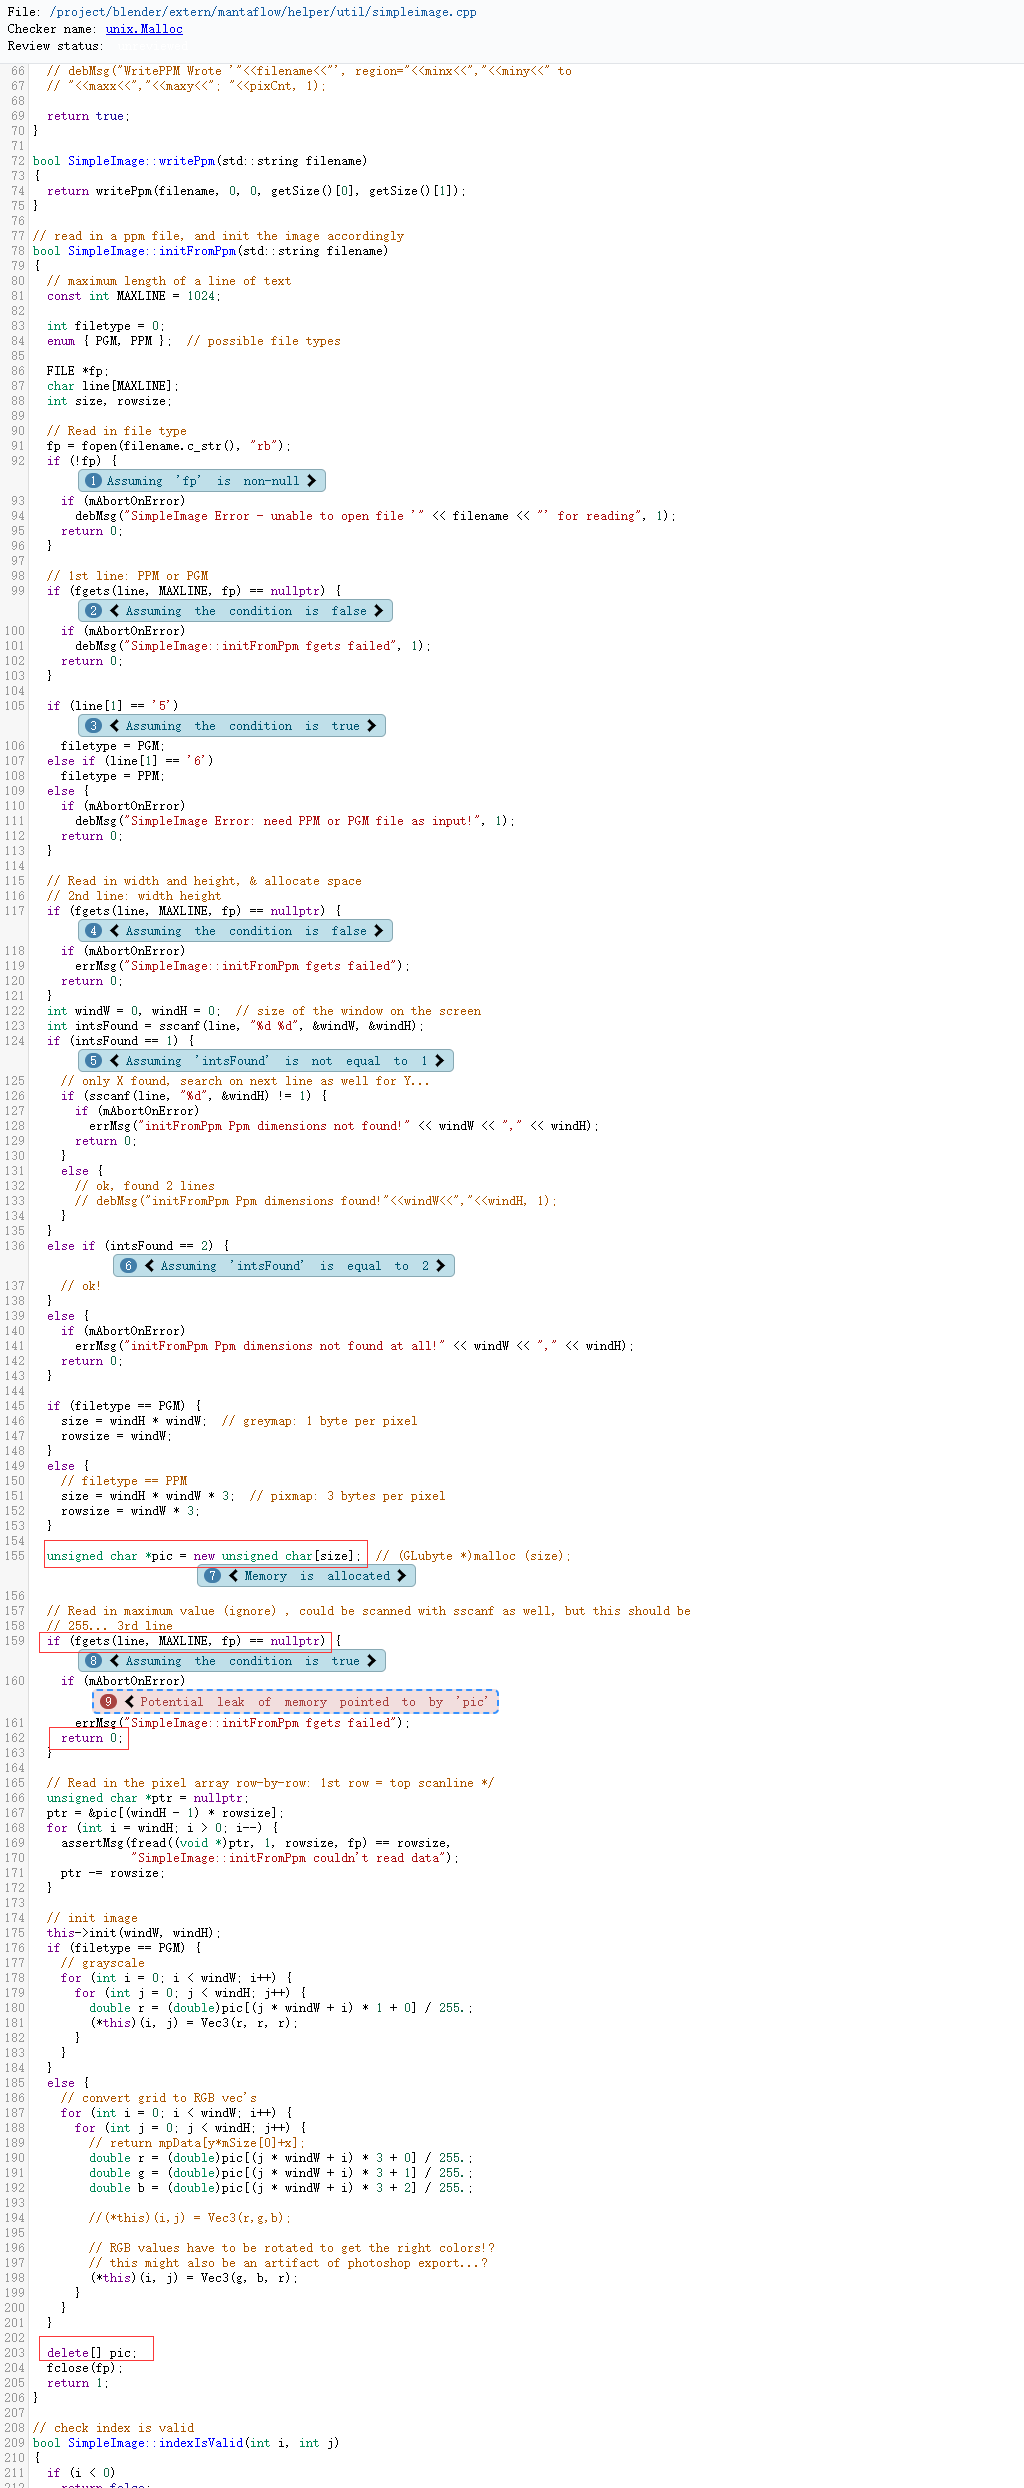 File: /project/blender/extern/mantaflow/helper/util/simpleimage.cpp
Checker name: unix.Malloc
Review status:
66 // debMsg("WritePPM Wrote '"<<filename<<"', region="<<minx<<","<<miny<<" to
67 // "<<maxx<<","<<maxy<<"; "<<pixCnt, 1);
68
69 return true;
70 }
71
72 bool SimpleImage::writePpm(std::string filename)
73 {
74 return writePpm(filename, 0, 0, getSize()[0], getSize()[1]);
75 }
76
77 // read in a ppm file, and init the image accordingly
78 bool SimpleImage::initFromPpm(std::string filename)
79 {
80 // maximum length of a line of text
81 const int MAXLINE = 1024;
82
83 int filetype = 0;
84 enum { PGM, PPM }; // possible file types
85
86 FILE *fp;
87 char line[MAXLINE];
88 int size, rowsize;
89
90 // Read in file type
91 fp = fopen(filename.c_str(), "rb");
92 if (!fp) {
1 Assuming 'fp' is non-null
93 if (mAbortOnError)
94 debMsg("SimpleImage Error - unable to open file '" << filename << "' for reading", 1);
95 return 0;
96 }
97
98 // 1st line: PPM or PGM
99 if (fgets(line, MAXLINE, fp) == nullptr) {
2 Assuming the condition is false
100 if (mAbortOnError)
101 debMsg("SimpleImage::initFromPpm fgets failed", 1);
102 return 0;
103 }
104
105 if (line[1] == '5')
3 Assuming the condition is true
106 filetype = PGM;
107 else if (line[1] == '6')
108 filetype = PPM;
109 else {
110 if (mAbortOnError)
111 debMsg("SimpleImage Error: need PPM or PGM file as input!", 1);
112 return 0;
113 }
114
115 // Read in width and height, & allocate space
116 // 2nd line: width height
117 if (fgets(line, MAXLINE, fp) == nullptr) {
4 Assuming the condition is false
118 if (mAbortOnError)
119 errMsg("SimpleImage::initFromPpm fgets failed");
120 return 0;
121 }
122 int windW = 0, windH = 0; // size of the window on the screen
123 int intsFound = sscanf(line, "%d %d", &windW, &windH);
124 if (intsFound == 1) {
5 Assuming 'intsFound' is not equal to 1
125 // only X found, search on next line as well for Y...
126 if (sscanf(line, "%d", &windH) != 1) {
127 if (mAbortOnError)
128 errMsg("initFromPpm Ppm dimensions not found!" << windW << "," << windH);
129 return 0;
130 }
131 else {
132 // ok, found 2 lines
133 // debMsg("initFromPpm Ppm dimensions found!"<<windW<<","<<windH, 1);
134 }
135 }
136 else if (intsFound == 2) {
6 Assuming 'intsFound' is equal to 2
137 // ok!
138 }
139 else {
140 if (mAbortOnError)
141 errMsg("initFromPpm Ppm dimensions not found at all!" << windW << "," << windH);
142 return 0;
143 }
144
145 if (filetype == PGM) {
146 size = windH * windW; // greymap: 1 byte per pixel
147 rowsize = windW;
148 }
149 else {
150 // filetype == PPM
151 size = windH * windW * 3; // pixmap: 3 bytes per pixel
152 rowsize = windW * 3;
153 }
154
155 unsigned char *pic = new unsigned char[size]; // (GLubyte *)malloc (size);
7 Memory is allocated
156
157 // Read in maximum value (ignore) , could be scanned with sscanf as well, but this should be
158 // 255... 3rd line
159 if (fgets(line, MAXLINE, fp) == nullptr) {
8 Assuming the condition is true
160 if (mAbortOnError)
9 Potential leak of memory pointed to by 'pic'
161 errMsg("SimpleImage::initFromPpm fgets failed");
162 return 0;
163 }
164
165 // Read in the pixel array row-by-row: 1st row = top scanline */
166 unsigned char *ptr = nullptr;
167 ptr = &pic[(windH - 1) * rowsize];
168 for (int i = windH; i > 0; i--) {
169 assertMsg(fread((void *)ptr, 1, rowsize, fp) == rowsize,
170 "SimpleImage::initFromPpm couldn't read data");
171 ptr -= rowsize;
172 }
173
174 // init image
175 this->init(windW, windH);
176 if (filetype == PGM) {
177 // grayscale
178 for (int i = 0; i < windW; i++) {
179 for (int j = 0; j < windH; j++) {
180 double r = (double)pic[(j * windW + i) * 1 + 0] / 255.;
181 (*this)(i, j) = Vec3(r, r, r);
182 }
183 }
184 }
185 else {
186 // convert grid to RGB vec's
187 for (int i = 0; i < windW; i++) {
188 for (int j = 0; j < windH; j++) {
189 // return mpData[y*mSize[0]+x];
190 double r = (double)pic[(j * windW + i) * 3 + 0] / 255.;
191 double g = (double)pic[(j * windW + i) * 3 + 1] / 255.;
192 double b = (double)pic[(j * windW + i) * 3 + 2] / 255.;
193
194 //(*this)(i,j) = Vec3(r,g,b);
195
196 // RGB values have to be rotated to get the right colors!?
197 // this might also be an artifact of photoshop export...?
198 (*this)(i, j) = Vec3(g, b, r);
199 }
200 }
201 }
202
203 delete[] pic;
204 fclose(fp);
205 return 1;
206 }
207
208 // check index is valid
209 bool SimpleImage::indexIsValid(int i, int j)
210 {
211 if (i < 0)
212 return false;